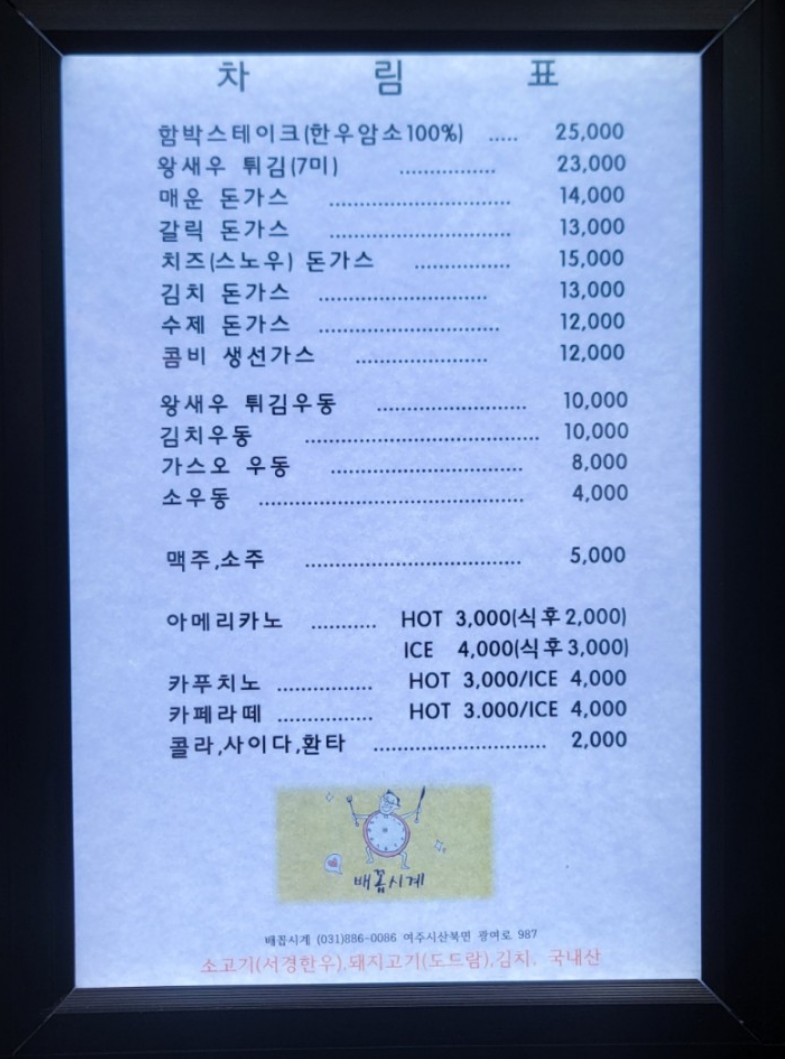 차 림 표
함박스테이크(한우암소100%) ..... 25,000
왕새우 튀김(7미) ................ 23,000
매운 돈가스 .............................. 14,000
갈릭 돈가스 .............................. 13,000
치즈(스노우) 돈가스 ................ 15,000
김치 돈가스 ............................ 13,000
수제 돈가스 .............................. 12,000
콤비 생선가스 ...................... 12,000
왕새우 튀김우동 ......................... 10,000
김치우동 ....................................... 10,000
가스오 우동 ................................ 8,000
소우동 ............................................ 4,000
맥주,소주 .................................... 5,000
아메리카노 ........... HOT 3,000(식후2,000)
ICE 4,000(식후3,000)
카푸치노 ................ HOT 3,000/ICE 4,000
카페라떼 ................ HOT 3.000/ICE 4,000
콜라,사이다,환타 ............................. 2,000
배꼽시계
배꼽시계 (031)886-0086 여주시산북면 광여로 987
소고기(서경한우),돼지고기(도드람),김치, 국내산